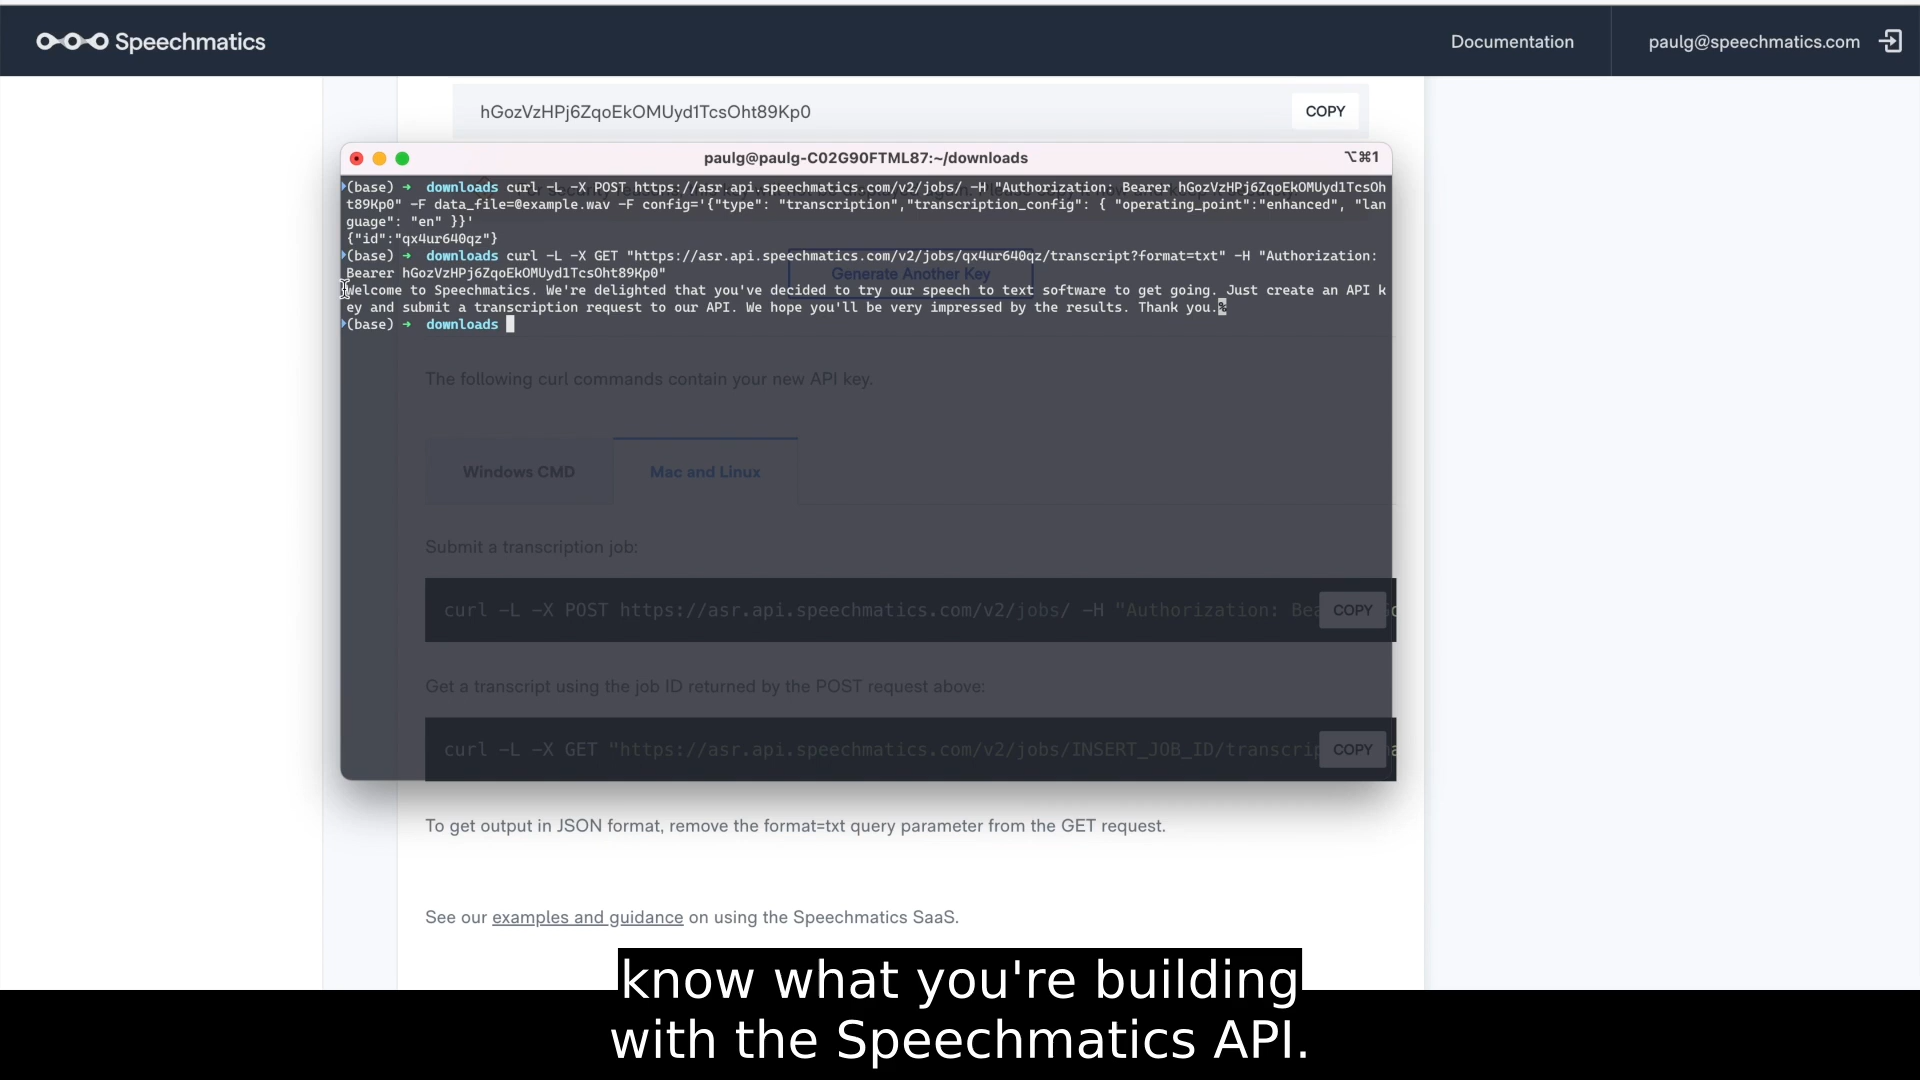 Speechmatics
Documentation
paulg@speechmatics.com
hGozVzHPj6ZqoEkOMUyd1TcsOht89Kp0
COPY
paulg@paulg-C02G90FTML87:~/downloads
⌥⌘1
(base) → downloads curl -L -X POST https://asr.api.speechmatics.com/v2/jobs/ -H "Authorization: Bearer hGozVzHPj6ZqoEkOMUyd1TcsOh
t89Kp0" -F data_file=@example.wav -F config='{"type": "transcription","transcription_config": { "operating_point":"enhanced", "lan
guage": "en" }}'
{"id":"qx4ur640qz"}
(base) → downloads curl -L -X GET "https://asr.api.speechmatics.com/v2/jobs/qx4ur640qz/transcript?format=txt" -H "Authorization:
Bearer hGozVzHPj6ZqoEkOMUyd1TcsOht89Kp0"
Generate Another Key
Welcome to Speechmatics. We're delighted that you've decided to try our speech to text software to get going. Just create an API k
ey and submit a transcription request to our API. We hope you'll be very impressed by the results. Thank you.%
(base) → downloads
The following curl commands contain your new API key.
Windows CMD
Mac and Linux
Submit a transcription job:
curl -L -X POST https://asr.api.speechmatics.com/v2/jobs/ -H "Authorization: Bea
COPY
Get a transcript using the job ID returned by the POST request above:
curl -L -X GET "https://asr.api.speechmatics.com/v2/jobs/INSERT_JOB_ID/transcrip
COPY
To get output in JSON format, remove the format=txt query parameter from the GET request.
See our examples and guidance on using the Speechmatics SaaS.
know what you're building
with the Speechmatics API.